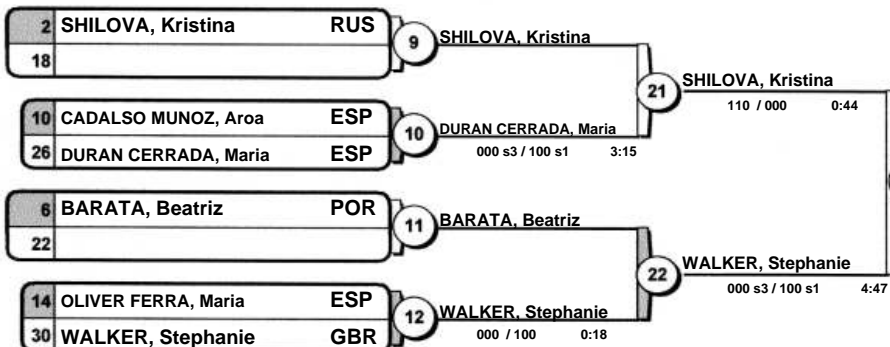 2 SHILOVA, Kristina RUS
18
9
SHILOVA, Kristina
10 CADALSO MUNOZ, Aroa ESP
26 DURAN CERRADA, Maria ESP
10
DURAN CERRADA, Maria
000 s3 / 100 s1 3:15
21
SHILOVA, Kristina
110 / 000 0:44
6 BARATA, Beatriz POR
22
11
BARATA, Beatriz
14 OLIVER FERRA, Maria ESP
30 WALKER, Stephanie GBR
12
WALKER, Stephanie
000 / 100 0:18
22
WALKER, Stephanie
000 s3 / 100 s1 4:47